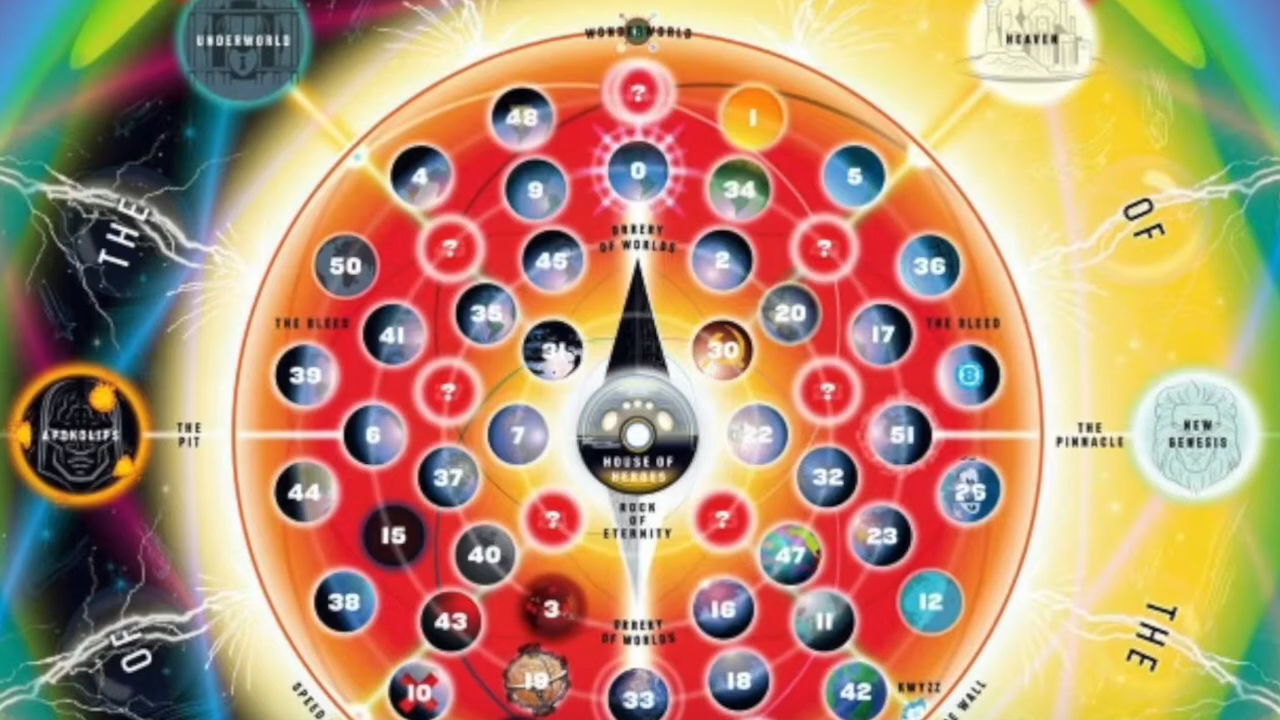 WONDERWORLD
UNDERWORLD
HEAVEN
?
48
1
0
4
9
34
5
THE
OF
ORRERY
OF WORLDS
?
?
50
45
2
36
35
20
THE BLEED
THE BLEED
41
17
31
30
39
8
?
?
APOKOLIPS
THE
PIT
6
7
22
51
THE
PINNACLE
NEW
GENESIS
HOUSE OF
HEROES
37
32
44
26
ROCK
OF
ETERNITY
?
?
15
23
40
47
38
3
16
12
43
11
ORRERY
OF WORLDS
OF
THE
10
19
33
18
42
KWYZZ
SPEED
WALL